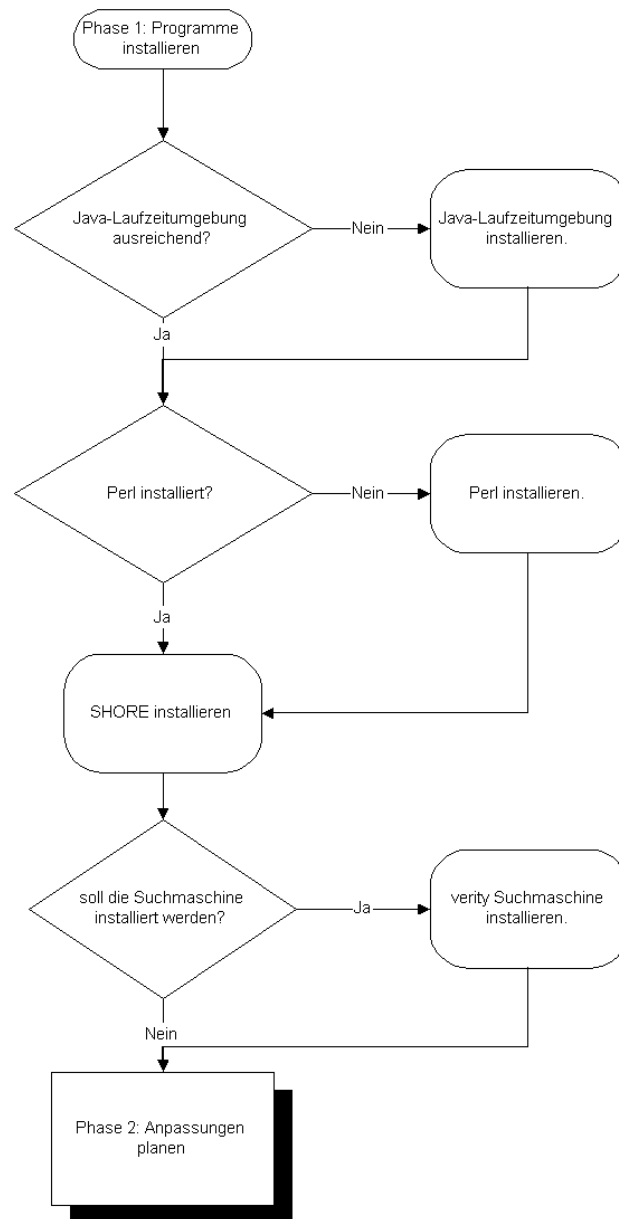 Phase 1: Programme
installieren
Java-Laufzeitumgebung
ausreichend?
Nein
Java-Laufzeitumgebung
installieren.
Ja
Perl installiert?
Nein
Perl installieren.
Ja
SHORE installieren
soll die Suchmaschine
installiert werden?
Ja
verity Suchmaschine
installieren.
Nein
Phase 2: Anpassungen
planen